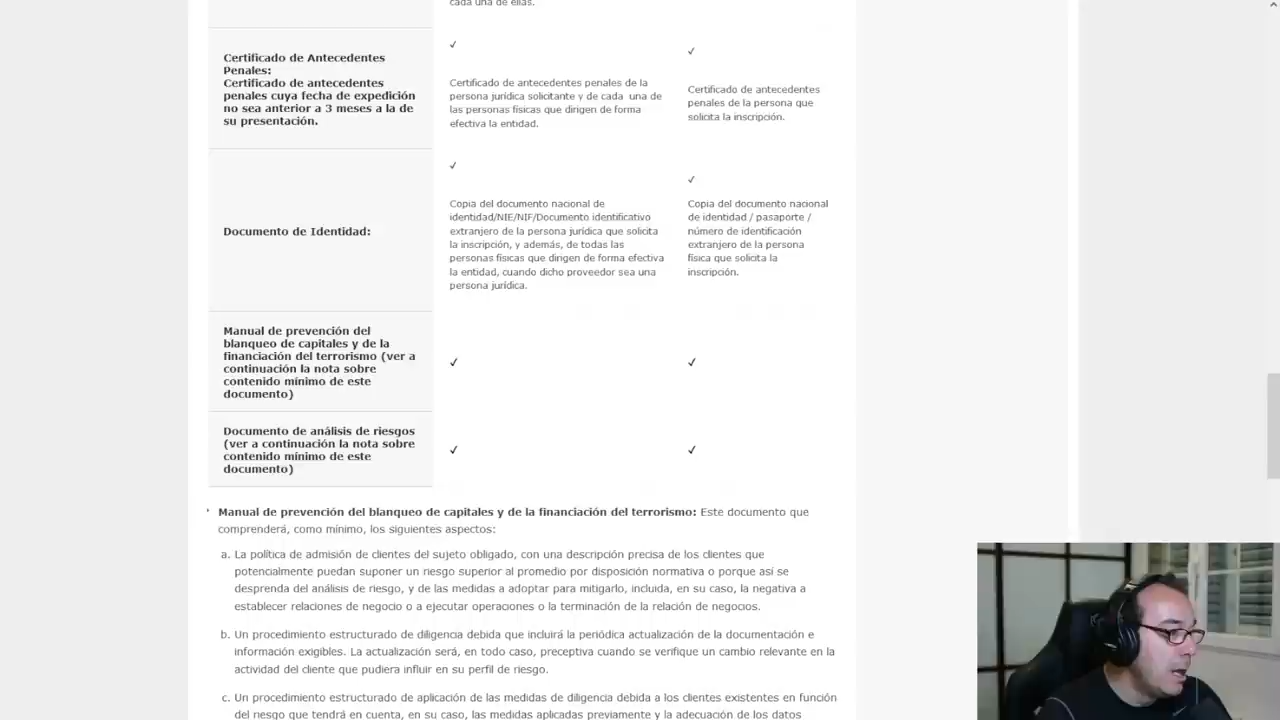 cada una de ellas.
Certificado de Antecedentes
Penales:
Certificado de antecedentes
penales cuya fecha de expedición
no sea anterior a 3 meses a la de
su presentación.
✓
Certificado de antecedentes penales de la
persona jurídica solicitante y de cada una de
las personas físicas que dirigen de forma
efectiva la entidad.
✓
Certificado de antecedentes
penales de la persona que
solicita la inscripción.
Documento de Identidad:
✓
Copia del documento nacional de
identidad/NIE/NIF/Documento identificativo
extranjero de la persona jurídica que solicita
la inscripción, y además, de todas las
personas físicas que dirigen de forma efectiva
la entidad, cuando dicho proveedor sea una
persona jurídica.
✓
Copia del documento nacional
de identidad / pasaporte /
número de identificación
extranjero de la persona
física que solicita la
inscripción.
Manual de prevención del
blanqueo de capitales y de la
financiación del terrorismo (ver a
continuación la nota sobre
contenido mínimo de este
documento)
✓
✓
Documento de análisis de riesgos
(ver a continuación la nota sobre
contenido mínimo de este
documento)
✓
✓
Manual de prevención del blanqueo de capitales y de la financiación del terrorismo: Este documento que
comprenderá, como mínimo, los siguientes aspectos:
a. La política de admisión de clientes del sujeto obligado, con una descripción precisa de los clientes que
potencialmente puedan suponer un riesgo superior al promedio por disposición normativa o porque así se
desprenda del análisis de riesgo, y de las medidas a adoptar para mitigarlo, incluida, en su caso, la negativa a
establecer relaciones de negocio o a ejecutar operaciones o la terminación de la relación de negocios.
b. Un procedimiento estructurado de diligencia debida que incluirá la periódica actualización de la documentación e
información exigibles. La actualización será, en todo caso, preceptiva cuando se verifique un cambio relevante en la
actividad del cliente que pudiera influir en su perfil de riesgo.
c. Un procedimiento estructurado de aplicación de las medidas de diligencia debida a los clientes existentes en función
del riesgo que tendrá en cuenta, en su caso, las medidas aplicadas previamente y la adecuación de los datos